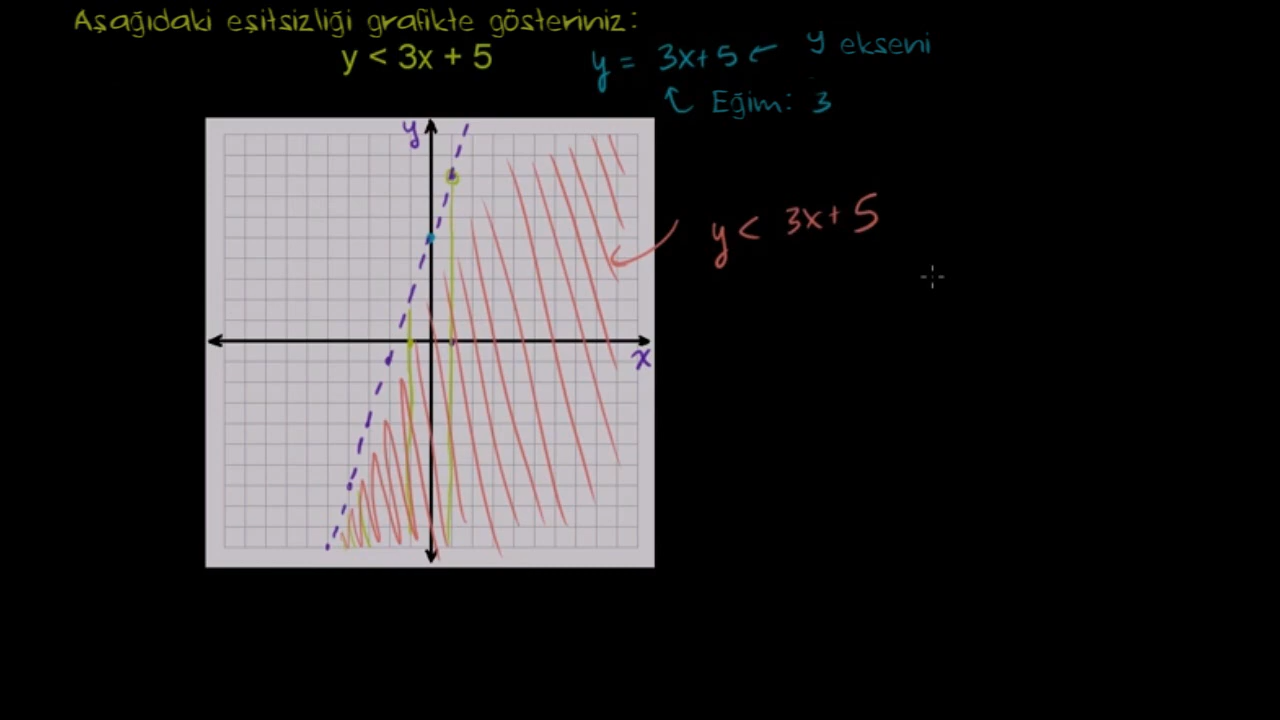 Aşağıdaki eşitsizliği grafikte gösteriniz:
y < 3x + 5
y = 3x+5 ← y ekseni
Eğim: 3
y
x
y < 3x+5